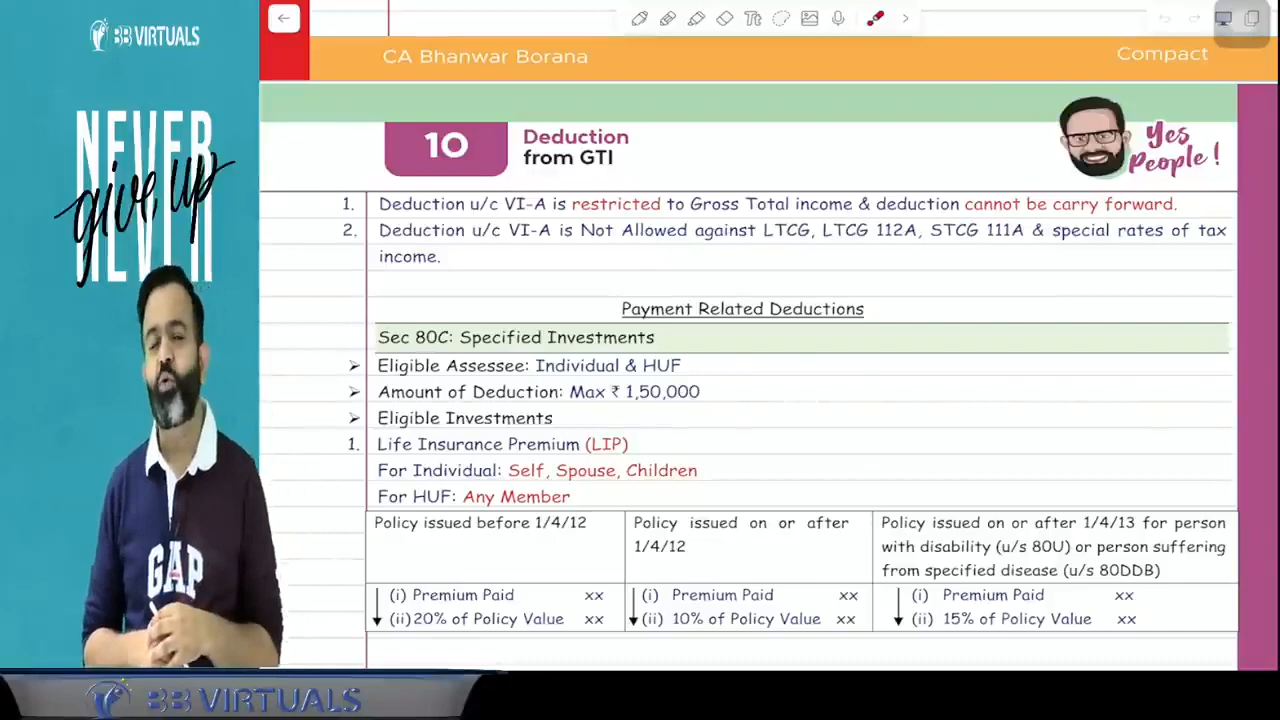 BB VIRTUALS
NEVER
give up
NEVER
GAP
CA Bhanwar Borana
Compact
10
Deduction
from GTI
Yes
People!
1. Deduction u/c VI-A is restricted to Gross Total income & deduction cannot be carry forward.
2. Deduction u/c VI-A is Not Allowed against LTCG, LTCG 112A, STCG 111A & special rates of tax
income.
Payment Related Deductions
Sec 80C: Specified Investments
➢ Eligible Assessee: Individual & HUF
➢ Amount of Deduction: Max ₹ 1,50,000
➢ Eligible Investments
1. Life Insurance Premium (LIP)
For Individual: Self, Spouse, Children
For HUF: Any Member
Policy issued before 1/4/12
Policy issued on or after
1/4/12
Policy issued on or after 1/4/13 for person
with disability (u/s 80U) or person suffering
from specified disease (u/s 80DDB)
(i) Premium Paid xx
(ii) 20% of Policy Value xx
(i) Premium Paid xx
(ii) 10% of Policy Value xx
(i) Premium Paid xx
(ii) 15% of Policy Value xx
BB VIRTUALS